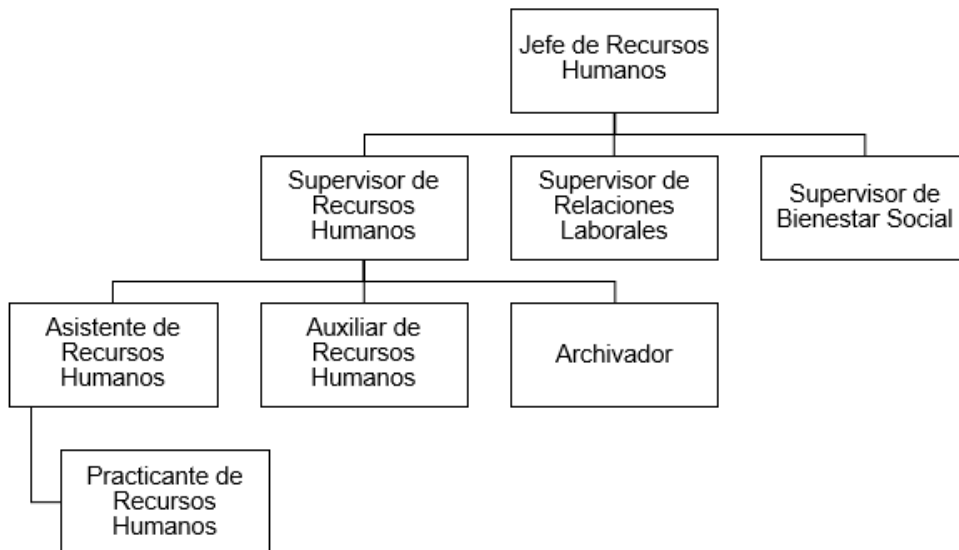 Jefe de Recursos
Humanos
Supervisor de
Recursos
Humanos
Supervisor de
Relaciones
Laborales
Supervisor de
Bienestar Social
Asistente de
Recursos
Humanos
Auxiliar de
Recursos
Humanos
Archivador
Practicante de
Recursos
Humanos